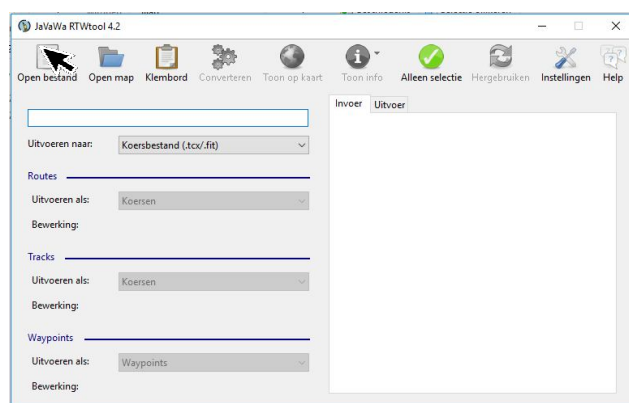 JaVaWa RTWtool 4.2
Open bestand Open map Klembord Converteren Toon op kaart Toon info Alleen selectie Hergebruiken Instellingen Help
Invoer Uitvoer
Uitvoeren naar: Koersbestand (.tcx/.fit)
Routes
Uitvoeren als: Koersen
Bewerking:
Tracks
Uitvoeren als: Koersen
Bewerking:
Waypoints
Uitvoeren als: Waypoints
Bewerking: